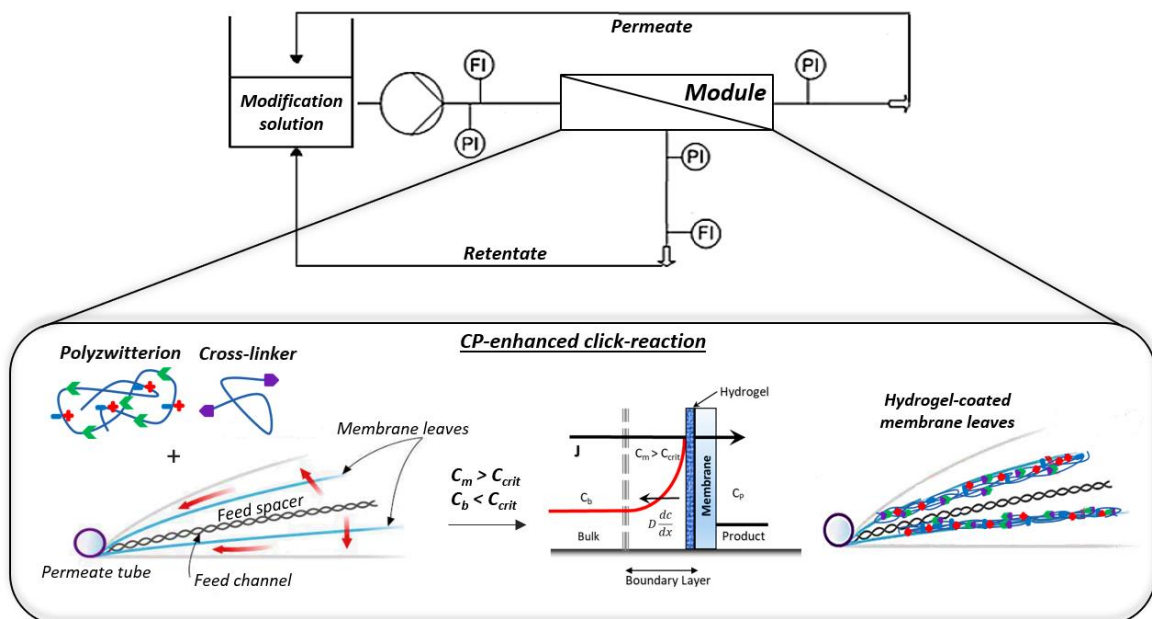 Permeate
FI
PI
Modification
solution
Module
PI
PI
FI
Retentate
CP-enhanced click-reaction
Polyzwitterion
Cross-linker
+
Membrane leaves
Feed spacer
Permeate tube
Feed channel
C_m > C_crit
C_b < C_crit
Hydrogel
J
C_m > C_crit
C_b
D dc/dx
Membrane
C_P
Bulk
Product
Boundary Layer
Hydrogel-coated
membrane leaves